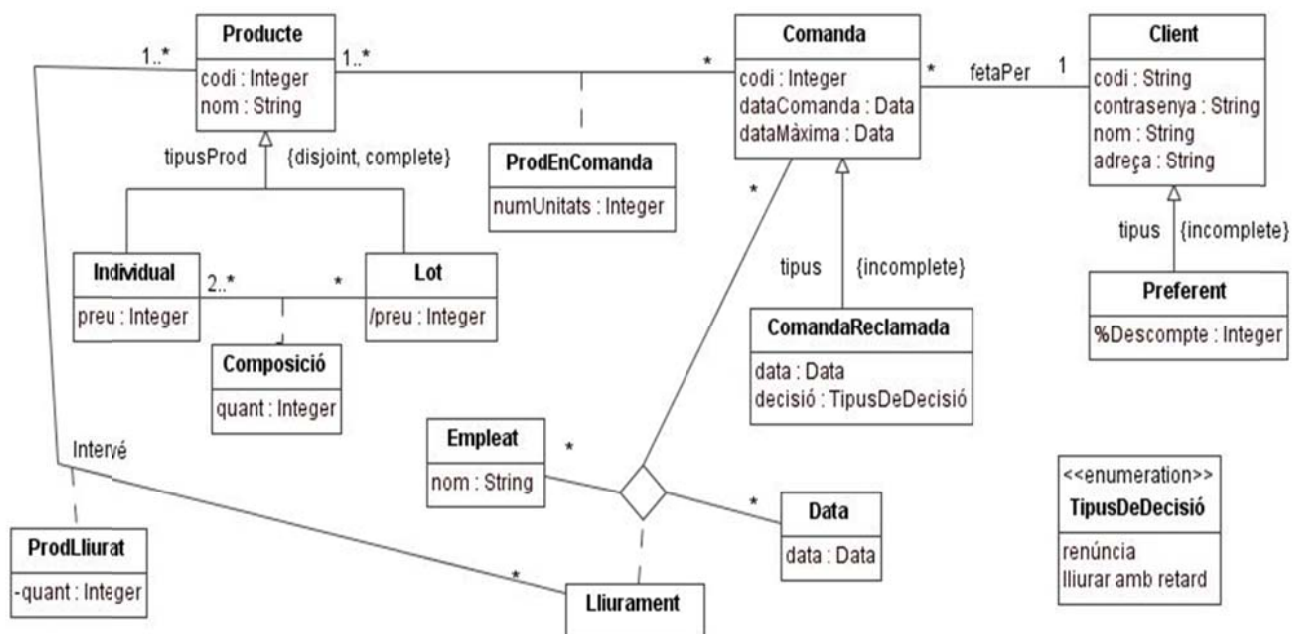 Producte
codi : Integer
nom : String
1..*
1..*
*
Comanda
codi : Integer
dataComanda : Data
dataMàxima : Data
*
fetaPer
1
Client
codi : String
contrasenya : String
nom : String
adreça : String
tipusProd
{disjoint, complete}
ProdEnComanda
numUnitats : Integer
*
tipus
{incomplete}
tipus
{incomplete}
Individual
preu : Integer
2..*
*
Lot
/preu : Integer
Preferent
%Descompte : Integer
ComandaReclamada
data : Data
decisió : TipusDeDecisió
Composició
quant : Integer
Intervé
Empleat
nom : String
*
*
Data
data : Data
<<enumeration>>
TipusDeDecisió
renúncia
lliurar amb retard
ProdLliurat
-quant : Integer
*
Lliurament